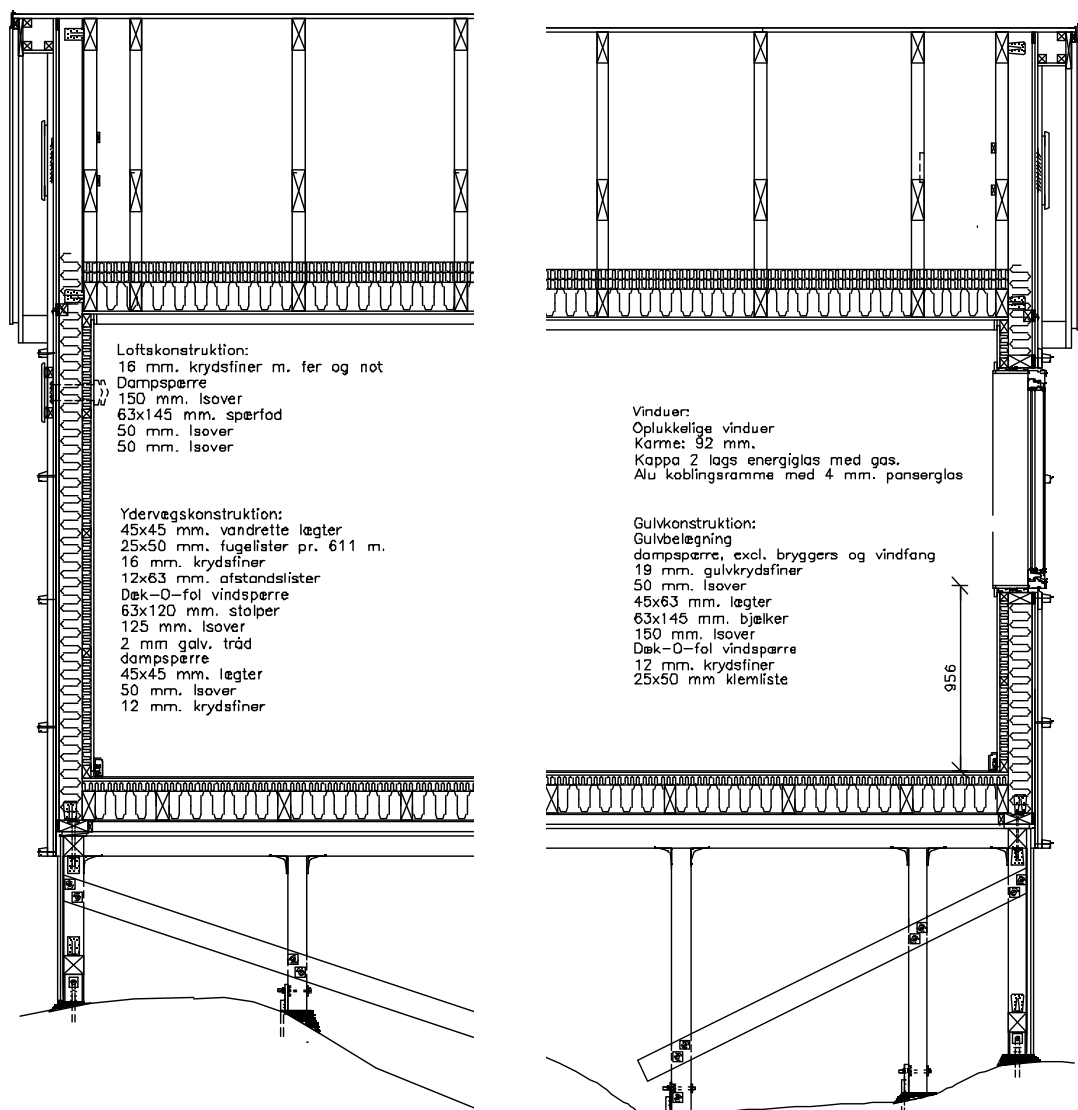 Loftskonstruktion:
16 mm. krydsfiner m. fer og not
Dampspærre
150 mm. Isover
63x145 mm. spærfod
50 mm. Isover
50 mm. Isover
Ydervægskonstruktion:
45x45 mm. vandrette lægter
25x50 mm. fugelister pr. 611 m.
16 mm. krydsfiner
12x63 mm. afstandslister
Dæk-O-fol vindspærre
63x120 mm. stolper
125 mm. Isover
2 mm galv. tråd
dampspærre
45x45 mm. lægter
50 mm. Isover
12 mm. krydsfiner
Vinduer:
Oplukkelige vinduer
Karme: 92 mm.
Kappa 2 lags energiglas med gas.
Alu koblingsramme med 4 mm. panserglas
Gulvkonstruktion:
Gulvbelægning
dampspærre, excl. bryggers og vindfang
19 mm. gulvkrydsfiner
50 mm. Isover
45x63 mm. lægter
63x145 mm. bjælker
150 mm. Isover
Dæk-O-fol vindspærre
12 mm. krydsfiner
25x50 mm klemliste
956